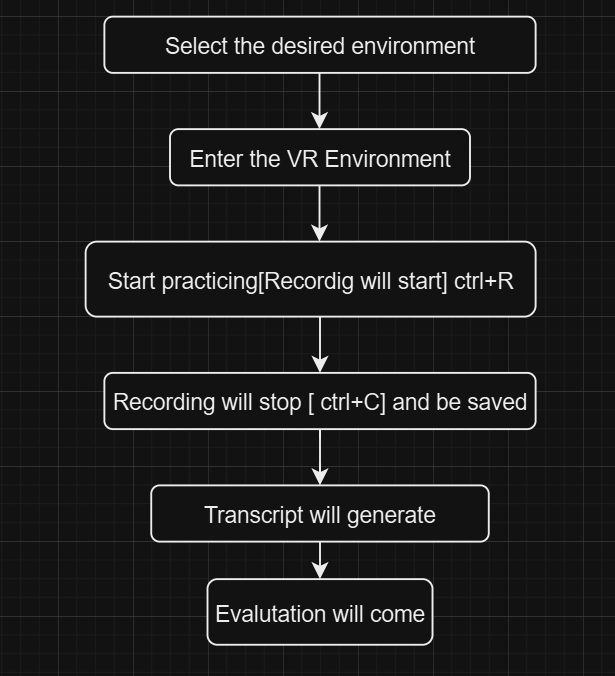 Select the desired environment
Enter the VR Environment
Start practicing[Recordig will start] ctrl+R
Recording will stop [ ctrl+C] and be saved
Transcript will generate
Evalutation will come